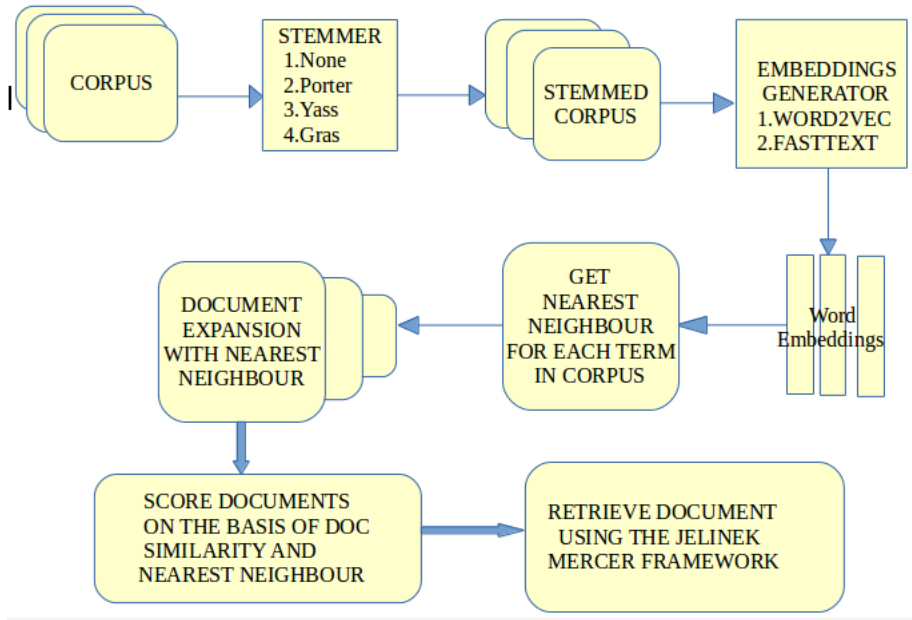 CORPUS
STEMMER
1.None
2.Porter
3.Yass
4.Gras
STEMMED
CORPUS
EMBEDDINGS
GENERATOR
1.WORD2VEC
2.FASTTEXT
Word
Embeddings
GET
NEAREST
NEIGHBOUR
FOR EACH TERM
IN CORPUS
DOCUMENT
EXPANSION
WITH NEAREST
NEIGHBOUR
SCORE DOCUMENTS
ON THE BASIS OF DOC
SIMILARITY AND
NEAREST NEIGHBOUR
RETRIEVE DOCUMENT
USING THE JELINEK
MERCER FRAMEWORK